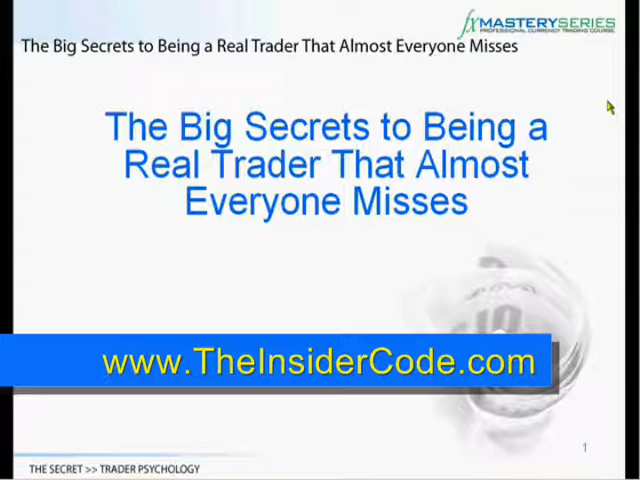 fxMASTERYSERIES
PROFESSIONAL CURRENCY TRADING COURSE
The Big Secrets to Being a Real Trader That Almost Everyone Misses
The Big Secrets to Being a
Real Trader That Almost
Everyone Misses
www.TheInsiderCode.com
1
THE SECRET >> TRADER PSYCHOLOGY